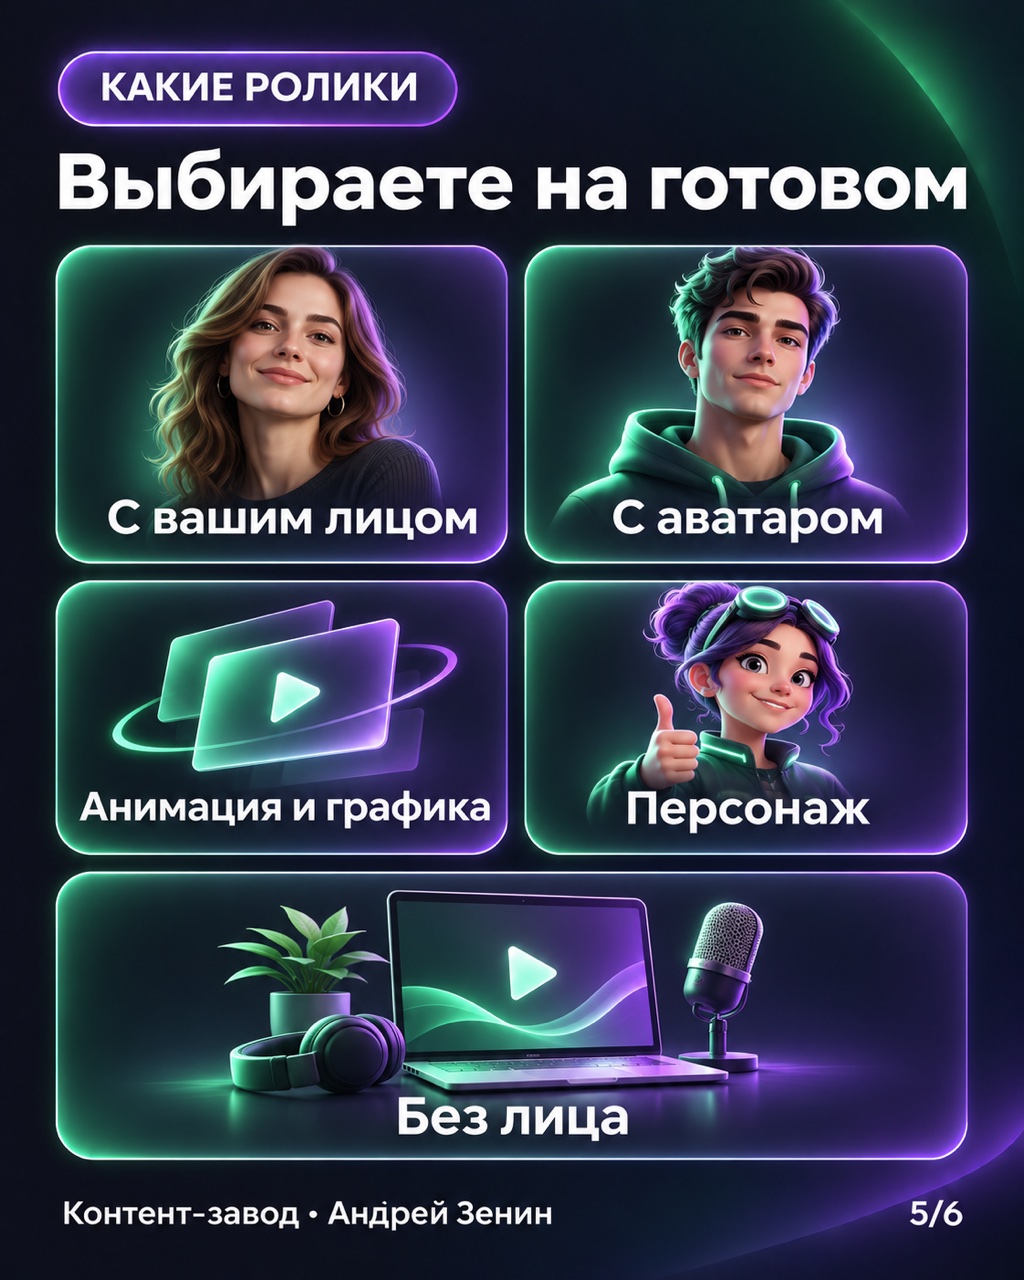 КАКИЕ РОЛИКИ
Выбираете на готовом
С вашим лицом
С аватаром
Анимация и графика
Персонаж
Без лица
Контент-завод • Андрей Зенин
5/6